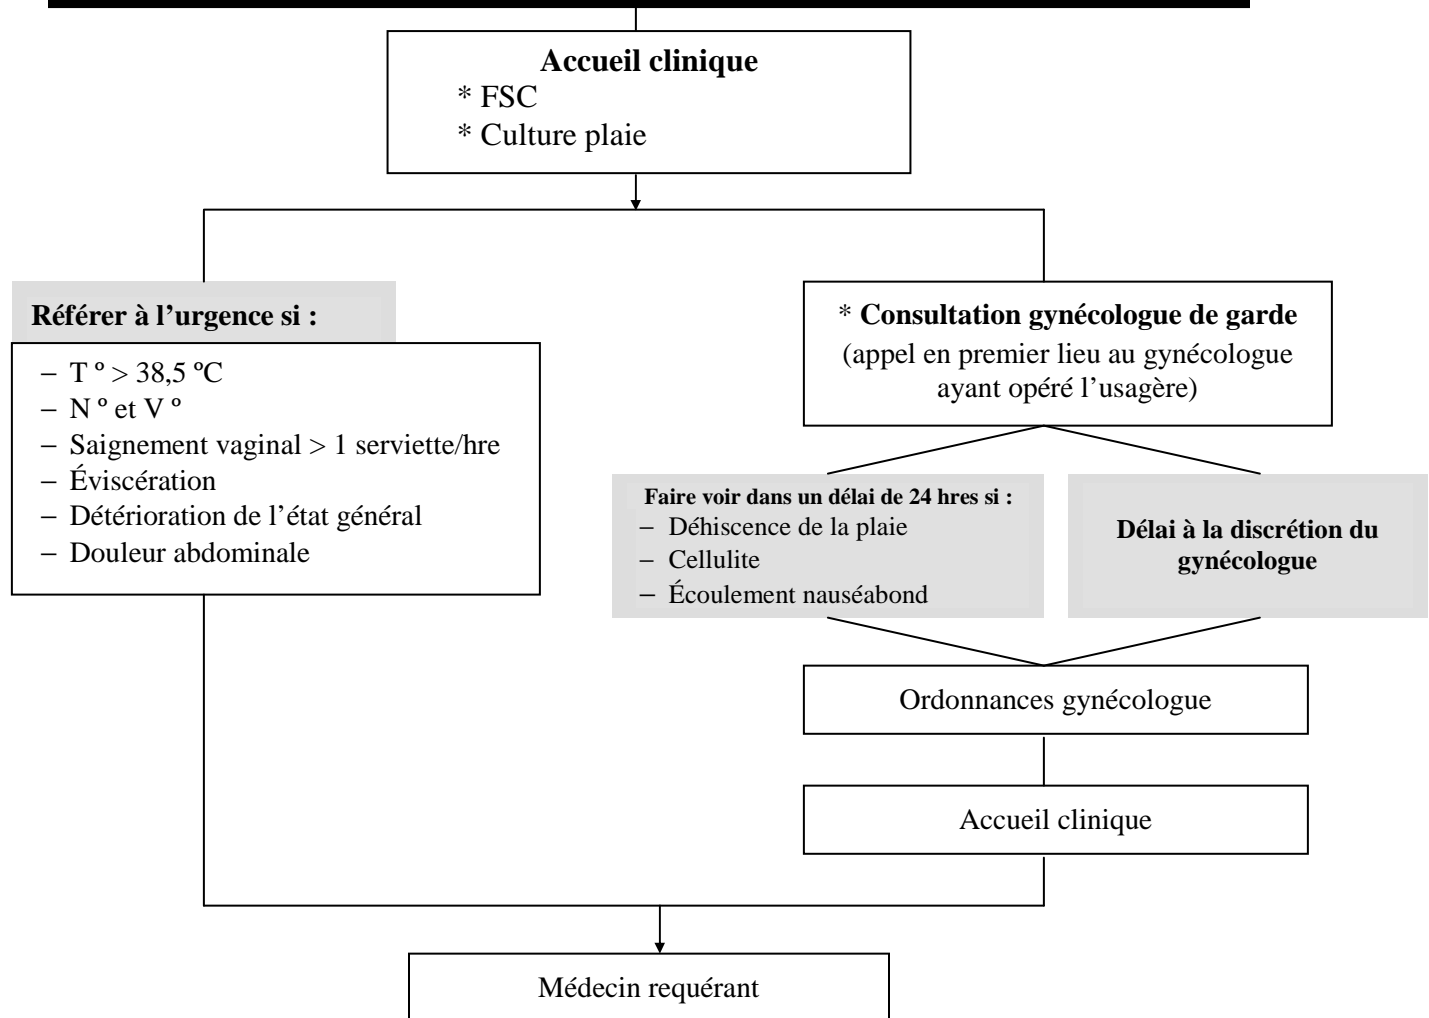 Accueil clinique
* FSC
* Culture plaie
Référer à l’urgence si :
– T º > 38,5 ºC
– N º et V º
– Saignement vaginal > 1 serviette/hre
– Éviscération
– Détérioration de l’état général
– Douleur abdominale
* Consultation gynécologue de garde
(appel en premier lieu au gynécologue
ayant opéré l’usagère)
Faire voir dans un délai de 24 hres si :
– Déhiscence de la plaie
– Cellulite
– Écoulement nauséabond
Délai à la discrétion du
gynécologue
Ordonnances gynécologue
Accueil clinique
Médecin requérant